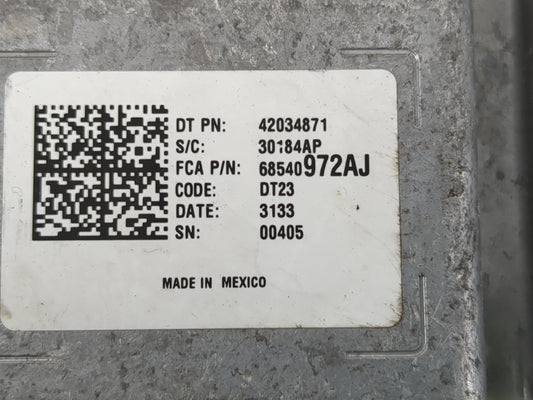 DT PN: 42034871
S/C: 30184AP
FCA P/N: 68540972AJ
CODE: DT23
DATE: 3133
SN: 00405
MADE IN MEXICO